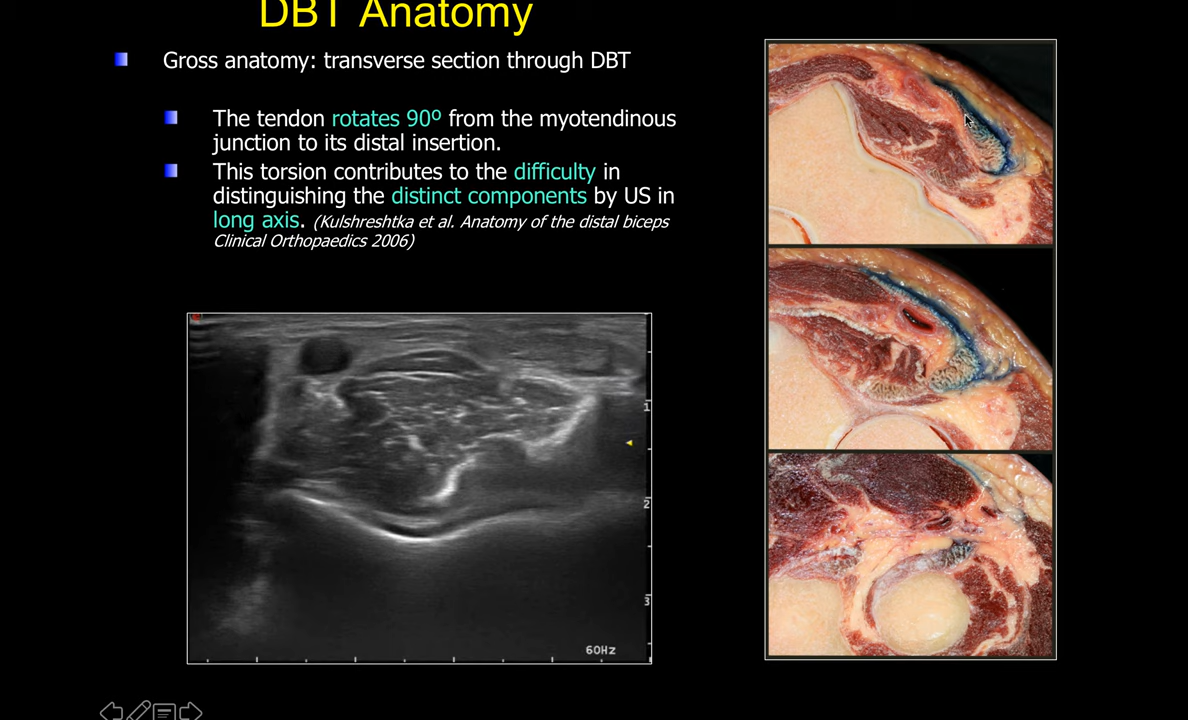 DBT Anatomy
Gross anatomy: transverse section through DBT
The tendon rotates 90º from the myotendinous
junction to its distal insertion.
This torsion contributes to the difficulty in
distinguishing the distinct components by US in
long axis. (Kulshreshtka et al. Anatomy of the distal biceps
Clinical Orthopaedics 2006)
1
2
3
60Hz